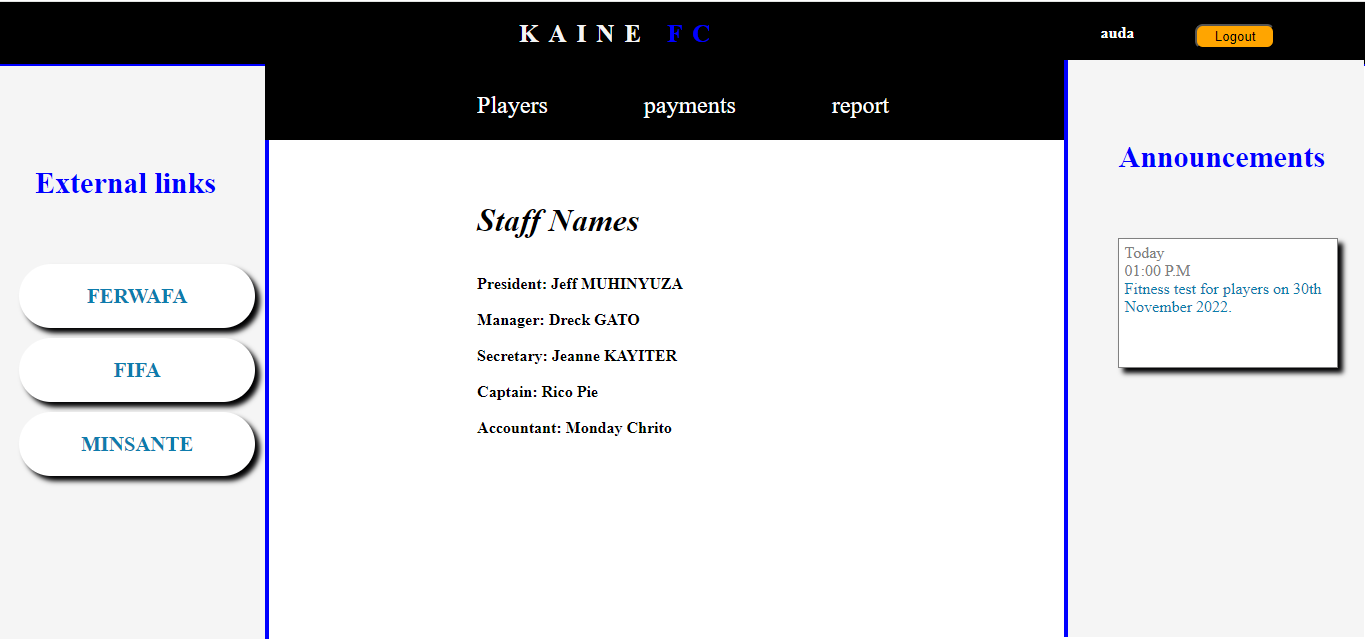 KAINE FC
auda
Logout
Players payments report
External links
FERWAFA
FIFA
MINSANTE
Staff Names
President: Jeff MUHINYUZA
Manager: Dreck GATO
Secretary: Jeanne KAYITER
Captain: Rico Pie
Accountant: Monday Chrito
Announcements
Today
01:00 P.M
Fitness test for players on 30th
November 2022.